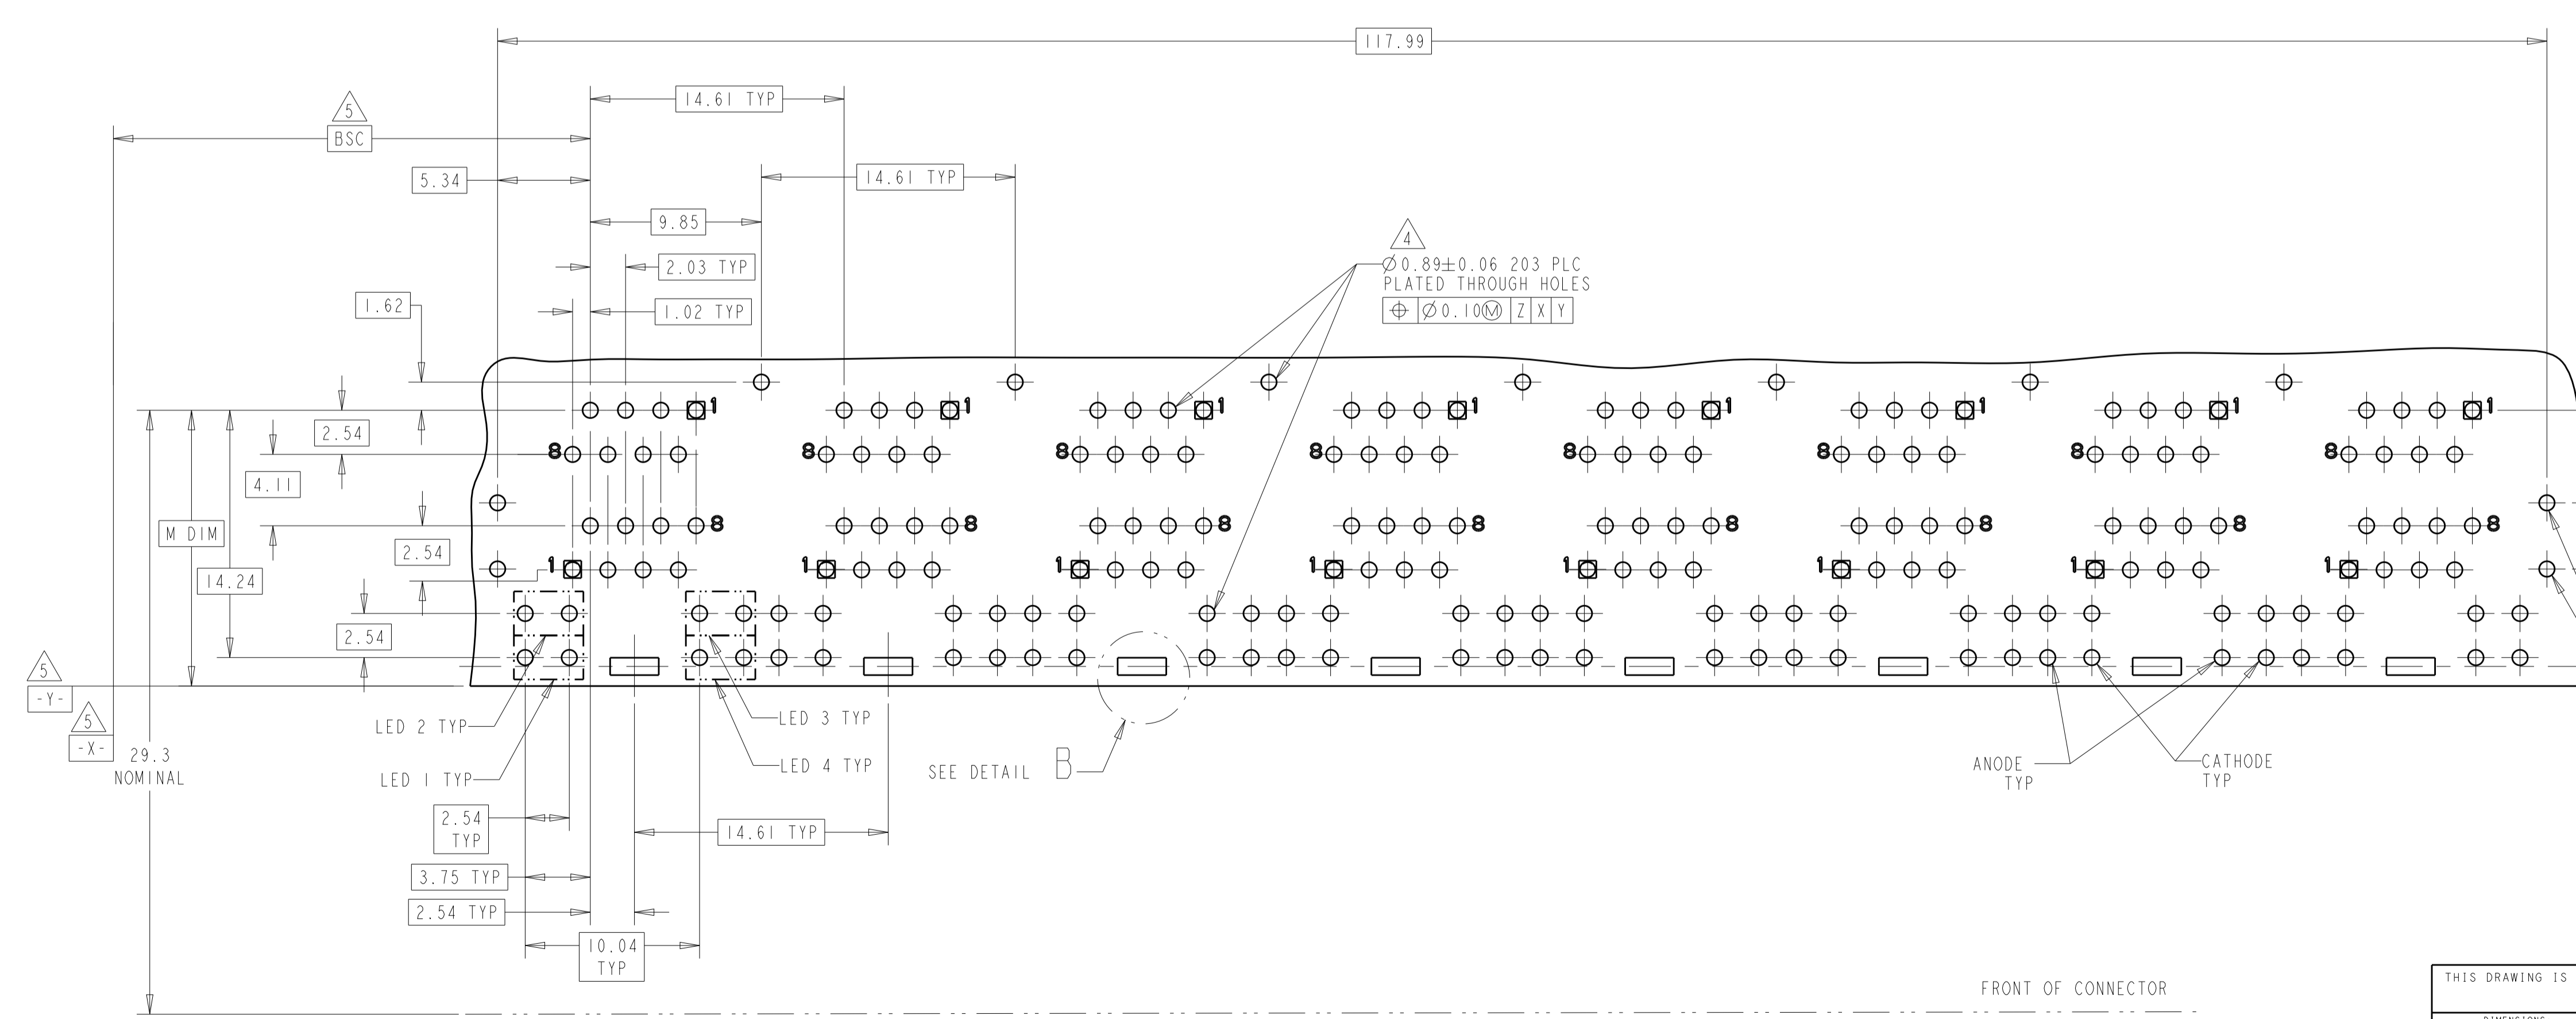 117.99
14.61 TYP
5
BSC
5.34
14.61 TYP
9.85
4
Ø0.89±0.06 203 PLC
PLATED THROUGH HOLES
⌖ Ø0.10Ⓜ Z X Y
2.03 TYP
1.62
1.02 TYP
1 1 1 1 1 1 1 1
2.54
8 8 8 8 8 8 8 8
4.11
M DIM
8 8 8 8 8 8 8 8
2.54
1 1 1 1 1 1 1 1
14.24
2.54
5
-Y-
5
-X-
29.3
NOMINAL
LED 2 TYP
LED 3 TYP
LED 1 TYP
LED 4 TYP
SEE DETAIL B
ANODE
TYP
CATHODE
TYP
2.54
TYP
14.61 TYP
3.75 TYP
2.54 TYP
10.04
TYP
FRONT OF CONNECTOR
THIS DRAWING IS